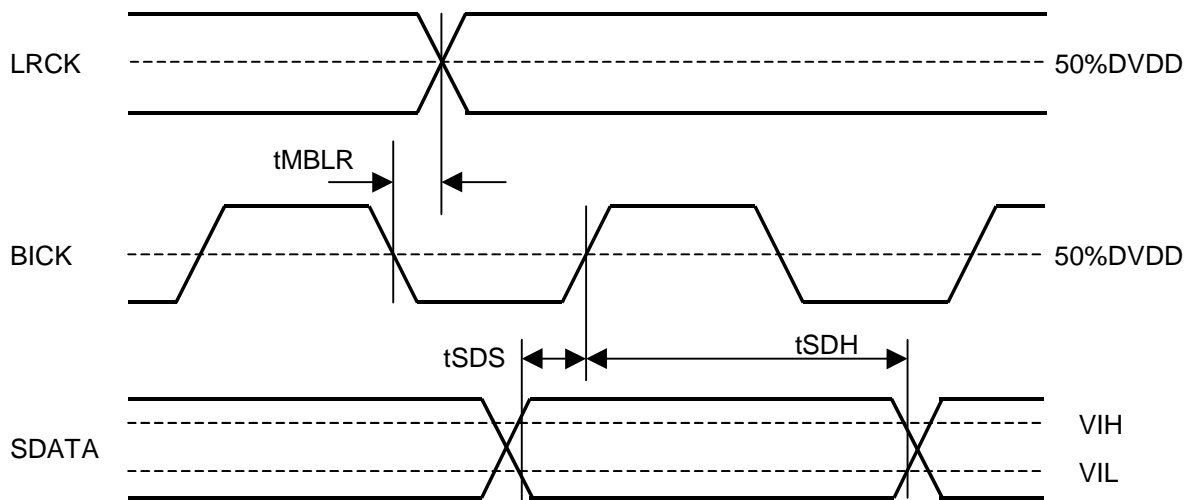 LRCK
50%DVDD
tMBLR
BICK
50%DVDD
tSDS
tSDH
SDATA
VIH
VIL